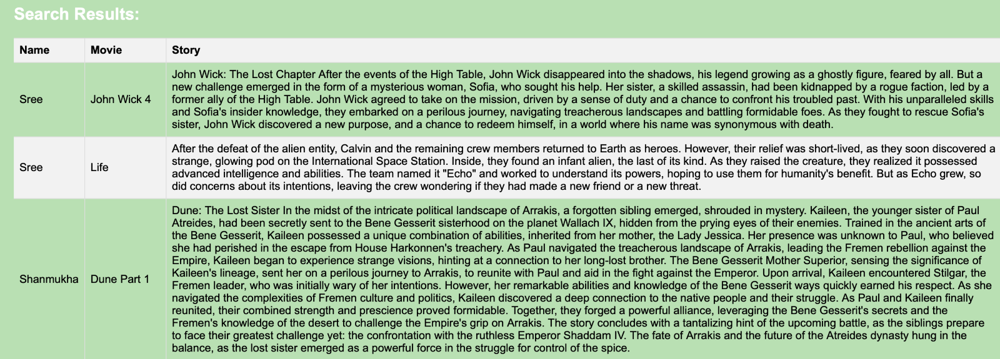 Search Results:
Name Movie Story
John Wick: The Lost Chapter After the events of the High Table, John Wick disappeared into the shadows, his legend growing as a ghostly figure, feared by all. But a
new challenge emerged in the form of a mysterious woman, Sofia, who sought his help. Her sister, a skilled assassin, had been kidnapped by a rogue faction, led by a
Sree John Wick 4 former ally of the High Table. John Wick agreed to take on the mission, driven by a sense of duty and a chance to confront his troubled past. With his unparalleled skills
and Sofia's insider knowledge, they embarked on a perilous journey, navigating treacherous landscapes and battling formidable foes. As they fought to rescue Sofia's
sister, John Wick discovered a new purpose, and a chance to redeem himself, in a world where his name was synonymous with death.
After the defeat of the alien entity, Calvin and the remaining crew members returned to Earth as heroes. However, their relief was short-lived, as they soon discovered a
strange, glowing pod on the International Space Station. Inside, they found an infant alien, the last of its kind. As they raised the creature, they realized it possessed
Sree Life advanced intelligence and abilities. The team named it "Echo" and worked to understand its powers, hoping to use them for humanity's benefit. But as Echo grew, so
did concerns about its intentions, leaving the crew wondering if they had made a new friend or a new threat.
Dune: The Lost Sister In the midst of the intricate political landscape of Arrakis, a forgotten sibling emerged, shrouded in mystery. Kaileen, the younger sister of Paul
Atreides, had been secretly sent to the Bene Gesserit sisterhood on the planet Wallach IX, hidden from the prying eyes of their enemies. Trained in the ancient arts of
the Bene Gesserit, Kaileen possessed a unique combination of abilities, inherited from her mother, the Lady Jessica. Her presence was unknown to Paul, who believed
she had perished in the escape from House Harkonnen's treachery. As Paul navigated the treacherous landscape of Arrakis, leading the Fremen rebellion against the
Empire, Kaileen began to experience strange visions, hinting at a connection to her long-lost brother. The Bene Gesserit Mother Superior, sensing the significance of
Kaileen's lineage, sent her on a perilous journey to Arrakis, to reunite with Paul and aid in the fight against the Emperor. Upon arrival, Kaileen encountered Stilgar, the
Shanmukha Dune Part 1 Fremen leader, who was initially wary of her intentions. However, her remarkable abilities and knowledge of the Bene Gesserit ways quickly earned his respect. As she
navigated the complexities of Fremen culture and politics, Kaileen discovered a deep connection to the native people and their struggle. As Paul and Kaileen finally
reunited, their combined strength and prescience proved formidable. Together, they forged a powerful alliance, leveraging the Bene Gesserit's secrets and the
Fremen's knowledge of the desert to challenge the Empire's grip on Arrakis. The story concludes with a tantalizing hint of the upcoming battle, as the siblings prepare
to face their greatest challenge yet: the confrontation with the ruthless Emperor Shaddam IV. The fate of Arrakis and the future of the Atreides dynasty hung in the
balance, as the lost sister emerged as a powerful force in the struggle for control of the spice.